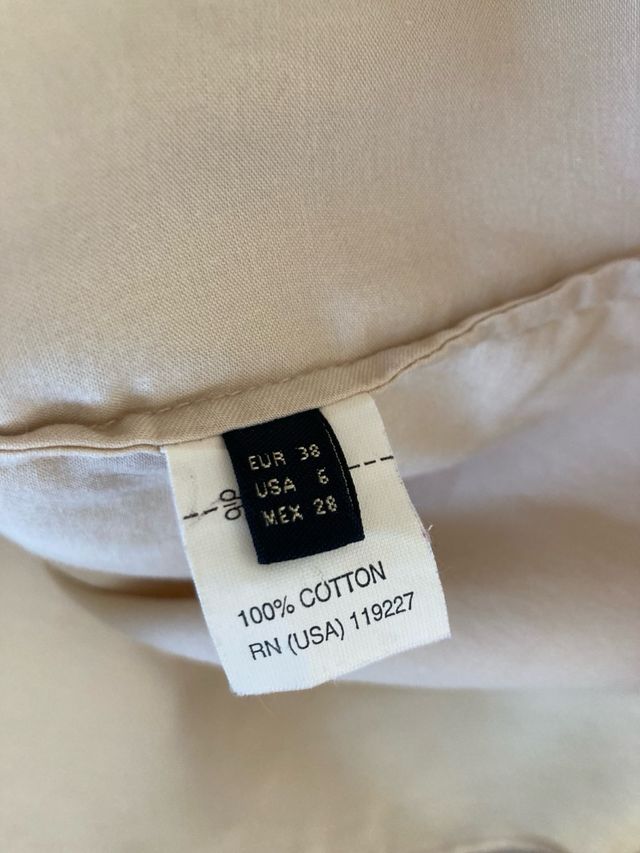 EUR 38
USA 6
MEX 28
100% COTTON
RN (USA) 119227